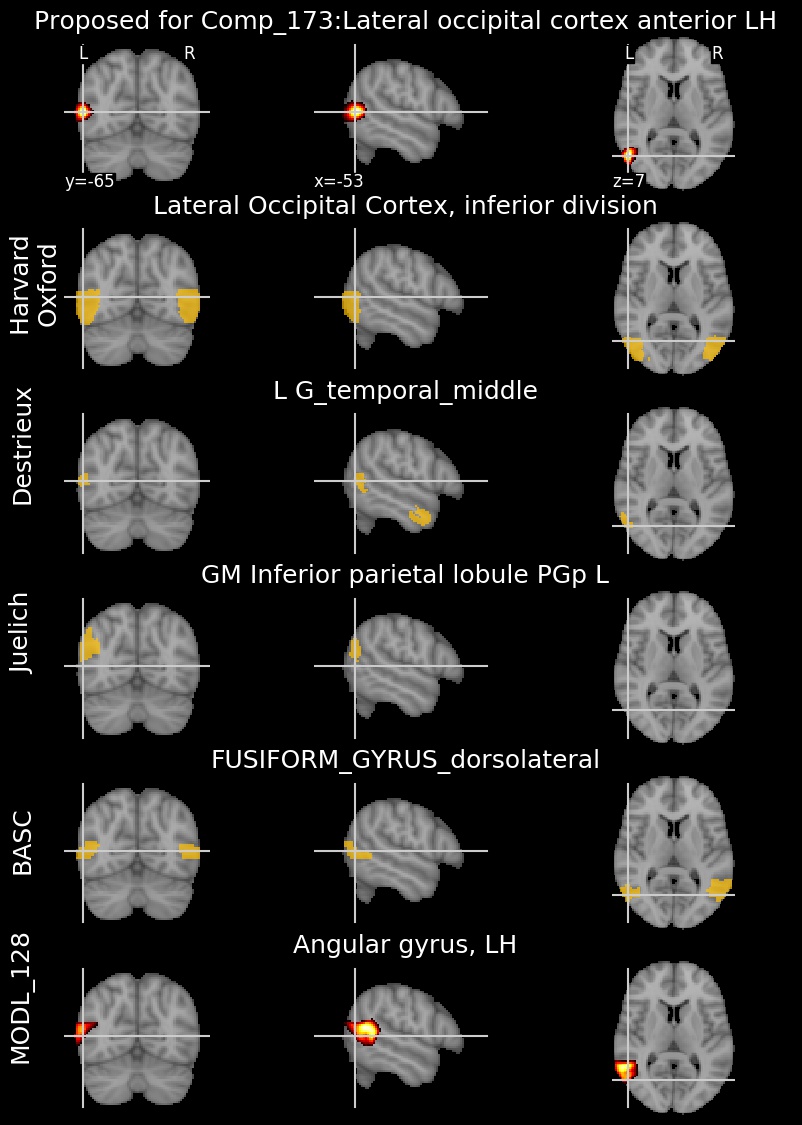 Proposed for Comp_173:Lateral occipital cortex anterior LH
L R
L R
y=-65
x=-53
z=7
Lateral Occipital Cortex, inferior division
Harvard
Oxford
L G_temporal_middle
Destrieux
GM Inferior parietal lobule PGp L
Juelich
FUSIFORM_GYRUS_dorsolateral
BASC
Angular gyrus, LH
MODL_128